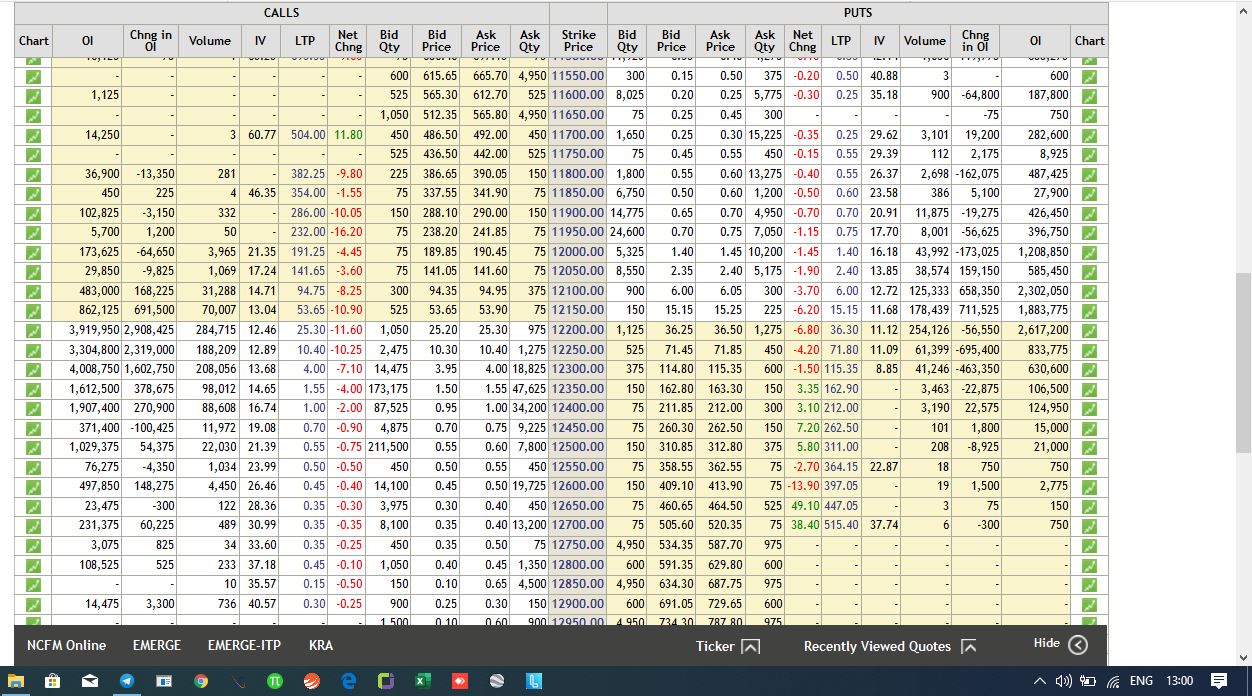 CALLS PUTS
Chart OI Chng in OI Volume IV LTP Net Chng Bid Qty Bid Price Ask Price Ask Qty Strike Price Bid Qty Bid Price Ask Price Ask Qty Net Chng LTP IV Volume Chng in OI OI Chart
- - - - - - 600 615.65 665.70 4,950 11550.00 300 0.15 0.50 375 -0.20 0.50 40.88 3 - 600
1,125 - - - - - 525 565.30 612.70 525 11600.00 8,025 0.20 0.25 5,775 -0.30 0.25 35.18 900 -64,800 187,800
- - - - - - 1,050 512.35 565.80 4,950 11650.00 75 0.25 0.45 300 - - - - -75 750
14,250 - 3 60.77 504.00 11.80 450 486.50 492.00 450 11700.00 1,650 0.25 0.30 15,225 -0.35 0.25 29.62 3,101 19,200 282,600
- - - - - - 525 436.50 442.00 525 11750.00 75 0.45 0.55 450 -0.15 0.55 29.39 112 2,175 8,925
36,900 -13,350 281 - 382.25 -9.80 225 386.65 390.05 150 11800.00 1,800 0.55 0.60 13,275 -0.40 0.55 26.37 2,698 -162,075 487,425
450 225 4 46.35 354.00 -1.55 75 337.55 341.90 75 11850.00 6,750 0.50 0.60 1,200 -0.50 0.60 23.58 386 5,100 27,900
102,825 -3,150 332 - 286.00 -10.05 150 288.10 290.00 150 11900.00 14,775 0.65 0.70 4,950 -0.70 0.70 20.91 11,875 -19,275 426,450
5,700 1,200 50 - 232.00 -16.20 75 238.20 241.85 75 11950.00 24,600 0.70 0.75 7,050 -1.15 0.75 17.70 8,001 -56,625 396,750
173,625 -64,650 3,965 21.35 191.25 -4.45 75 189.85 190.45 75 12000.00 5,325 1.40 1.45 10,200 -1.45 1.40 16.18 43,992 -173,025 1,208,850
29,850 -9,825 1,069 17.24 141.65 -3.60 75 141.05 141.60 75 12050.00 8,550 2.35 2.40 5,175 -1.90 2.40 13.85 38,574 159,150 585,450
483,000 168,225 31,288 14.71 94.75 -8.25 300 94.35 94.95 375 12100.00 900 6.00 6.05 300 -3.70 6.00 12.72 125,333 658,350 2,302,050
862,125 691,500 70,007 13.04 53.65 -10.90 525 53.65 53.90 75 12150.00 150 15.15 15.25 225 -6.20 15.15 11.68 178,439 711,525 1,883,775
3,919,950 2,908,425 284,715 12.46 25.30 -11.60 1,050 25.20 25.30 975 12200.00 1,125 36.25 36.50 1,275 -6.80 36.30 11.12 254,126 -56,550 2,617,200
3,304,800 2,319,000 188,209 12.89 10.40 -10.25 2,475 10.30 10.40 1,275 12250.00 525 71.45 71.85 450 -4.20 71.80 11.09 61,399 -695,400 833,775
4,008,750 1,602,750 208,056 13.68 4.00 -7.10 14,475 3.95 4.00 18,825 12300.00 375 114.80 115.35 600 -1.50 115.35 8.85 41,246 -463,350 630,600
1,612,500 378,675 98,012 14.65 1.55 -4.00 173,175 1.50 1.55 47,625 12350.00 150 162.80 163.30 150 3.35 162.90 - 3,463 -22,875 106,500
1,907,400 270,900 88,608 16.74 1.00 -2.00 87,525 0.95 1.00 34,200 12400.00 75 211.85 212.00 300 3.10 212.00 - 3,190 22,575 124,950
371,400 -100,425 11,972 19.08 0.70 -0.90 4,875 0.70 0.75 9,225 12450.00 75 260.30 262.50 150 7.20 262.50 - 101 1,800 15,000
1,029,375 54,375 22,030 21.39 0.55 -0.75 211,500 0.55 0.60 7,800 12500.00 150 310.85 312.80 375 5.80 311.00 - 208 -8,925 21,000
76,275 -4,350 1,034 23.99 0.50 -0.50 450 0.50 0.55 450 12550.00 75 358.55 362.55 75 -2.70 364.15 22.87 18 750 750
497,850 148,275 4,450 26.46 0.45 -0.40 14,100 0.45 0.50 19,725 12600.00 150 409.10 413.90 75 -13.90 397.05 - 19 1,500 2,775
23,475 -300 122 28.36 0.35 -0.30 3,975 0.30 0.40 450 12650.00 75 460.65 464.50 525 49.10 447.05 - 3 75 150
231,375 60,225 489 30.99 0.35 -0.35 8,100 0.35 0.40 13,200 12700.00 75 505.60 520.35 75 38.40 515.40 37.74 6 -300 750
3,075 825 34 33.60 0.35 -0.25 450 0.35 0.50 75 12750.00 4,950 534.35 587.70 975 - - - - - -
108,525 525 233 37.18 0.45 -0.10 1,050 0.40 0.45 1,350 12800.00 600 591.35 629.80 600 - - - - - -
- - 10 35.57 0.15 -0.50 150 0.10 0.65 4,500 12850.00 4,950 634.30 687.75 975 - - - - - -
14,475 3,300 736 40.57 0.30 -0.25 900 0.25 0.30 150 12900.00 600 691.05 729.65 600 - - - - - -
1,500 0.10 0.60 900 12950.00 4,950 734.30 787.80 975
NCFM Online EMERGE EMERGE-ITP KRA Ticker Recently Viewed Quotes Hide
ENG 13:00